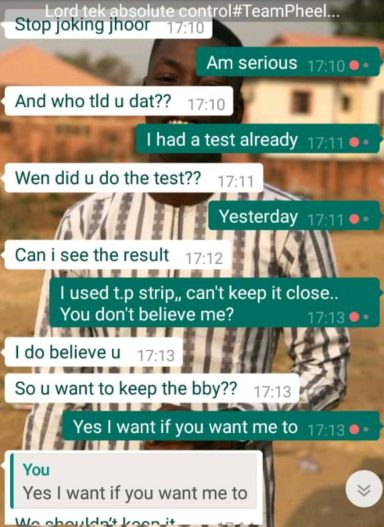 Lord tek absolute control#TeamPheel...
Stop joking jhoor 17:10
Am serious 17:10
And who tld u dat?? 17:10
I had a test already 17:11
Wen did u do the test?? 17:11
Yesterday 17:11
Can i see the result 17:12
I used t.p strip,, can't keep it close..
You don't believe me? 17:13
I do believe u 17:13
So u want to keep the bby?? 17:13
Yes I want if you want me to 17:13
You
Yes I want if you want me to
We shouldn't keep it